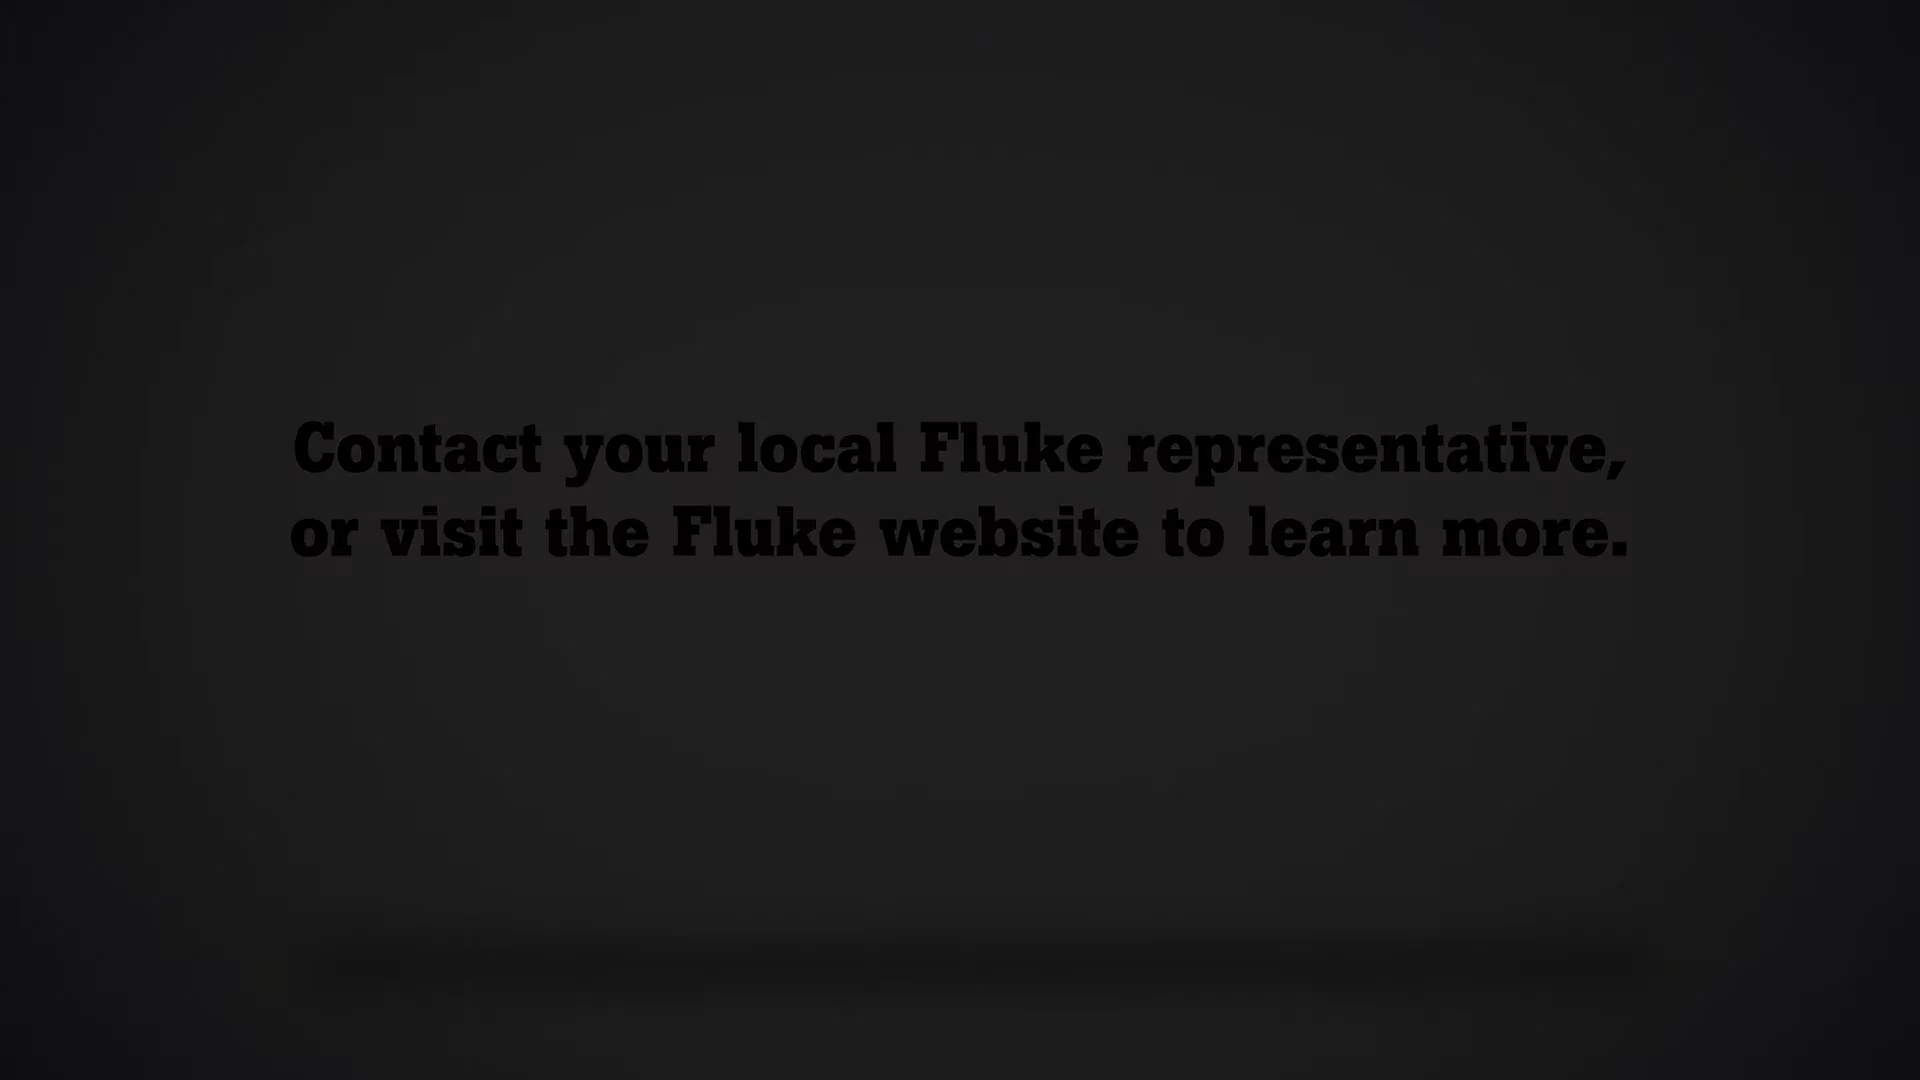 Contact your local Fluke representative,
or visit the Fluke website to learn more.